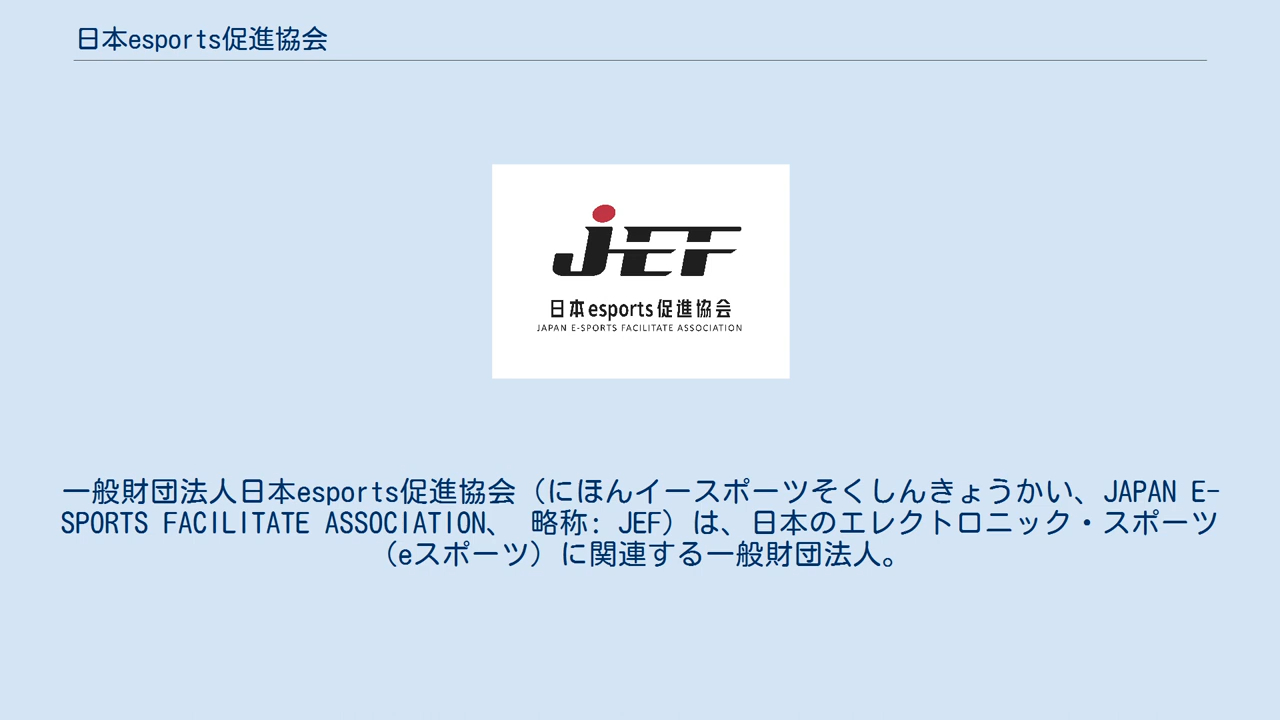 日本esports促進協会
JEF
日本esports促進協会
JAPAN E-SPORTS FACILITATE ASSOCIATION
一般財団法人日本esports促進協会（にほんイースポーツそくしんきょうかい、JAPAN E-
SPORTS FACILITATE ASSOCIATION、 略称: JEF）は、日本のエレクトロニック・スポーツ
（eスポーツ）に関連する一般財団法人。